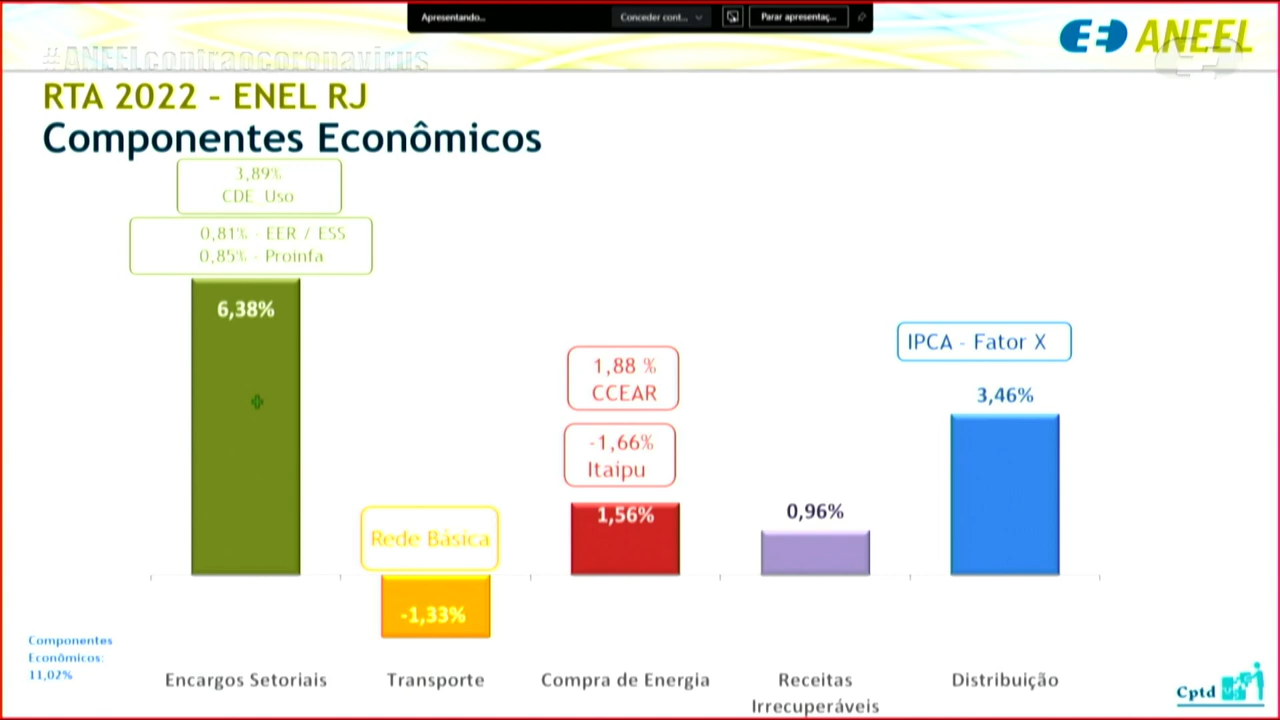 Apresentando...
Conceder cont...
Parar apresentaç...
ANEEL
#ANEELcontraocoronavirus
RTA 2022 – ENEL RJ
Componentes Econômicos
3,89%
CDE Uso
0,81% - EER / ESS
0,85% - Proinfa
6,38%
Rede Básica
-1,33%
1,88 %
CCEAR
-1,66%
Itaipu
1,56%
0,96%
IPCA - Fator X
3,46%
Componentes
Econômicos:
11,02%
Encargos Setoriais
Transporte
Compra de Energia
Receitas
Irrecuperáveis
Distribuição
Cptd